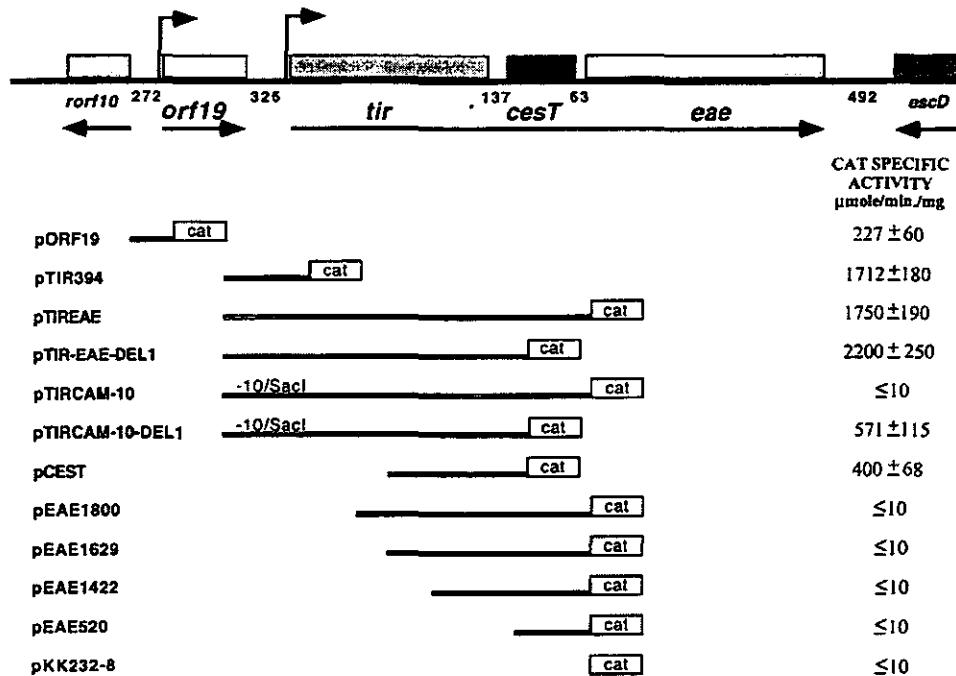 272 326 137 63 492
rorf10 orf19 tir cesT eae escD
CAT SPECIFIC
ACTIVITY
µmole/min./mg
pORF19 cat 227 ±60
pTIR394 cat 1712 ±180
pTIREAE cat 1750 ±190
pTIR-EAE-DEL1 cat 2200 ± 250
pTIRCAM-10 -10/SacI cat ≤10
pTIRCAM-10-DEL1 -10/SacI cat 571 ±115
pCEST cat 400 ±68
pEAE1800 cat ≤10
pEAE1629 cat ≤10
pEAE1422 cat ≤10
pEAE520 cat ≤10
pKK232-8 cat ≤10